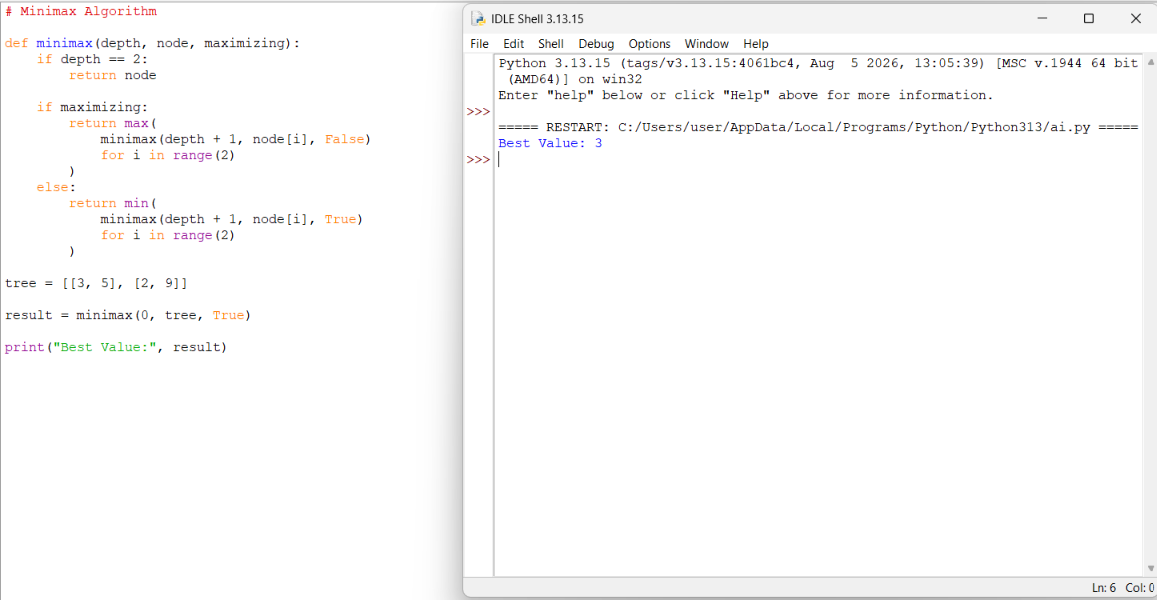 # Minimax Algorithm
def minimax(depth, node, maximizing):
    if depth == 2:
        return node
    if maximizing:
        return max(
            minimax(depth + 1, node[i], False)
            for i in range(2)
        )
    else:
        return min(
            minimax(depth + 1, node[i], True)
            for i in range(2)
        )
tree = [[3, 5], [2, 9]]
result = minimax(0, tree, True)
print("Best Value:", result)
IDLE Shell 3.13.15
File Edit Shell Debug Options Window Help
Python 3.13.15 (tags/v3.13.15:4061bc4, Aug  5 2026, 13:05:39) [MSC v.1944 64 bit
 (AMD64)] on win32
Enter "help" below or click "Help" above for more information.
>>>
===== RESTART: C:/Users/user/AppData/Local/Programs/Python/Python313/ai.py =====
Best Value: 3
>>>
Ln: 6 Col: 0